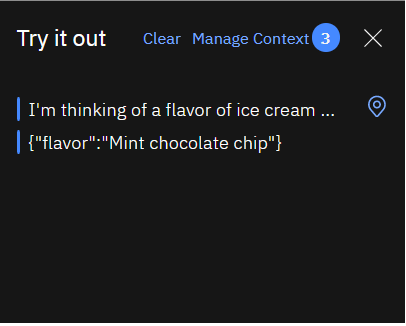 Try it out Clear Manage Context 3
I'm thinking of a flavor of ice cream ...
{"flavor":"Mint chocolate chip"}